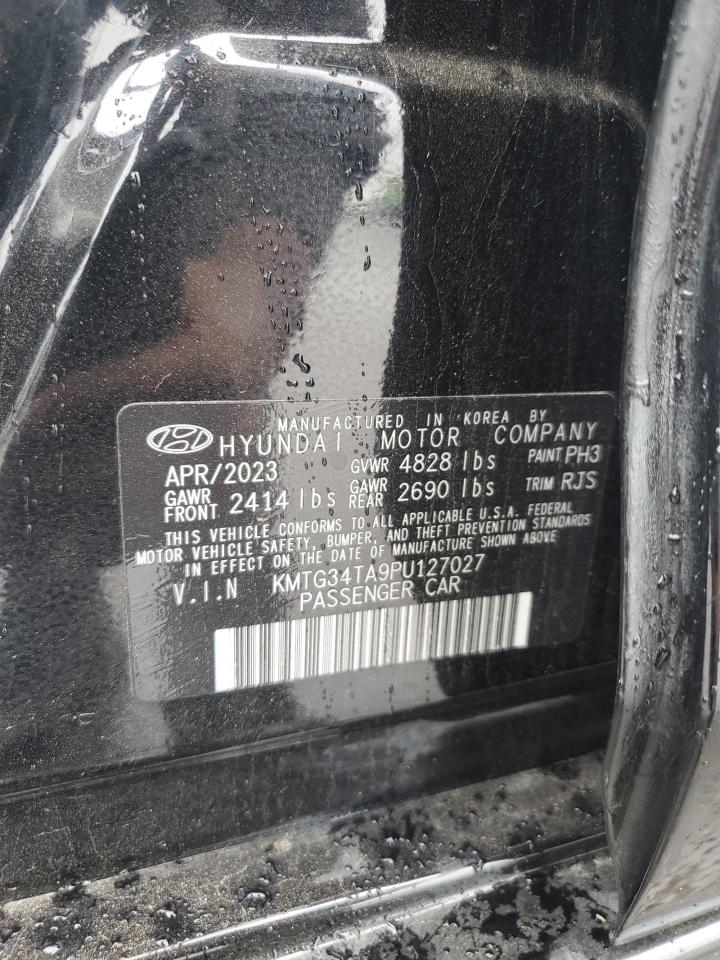 MANUFACTURED IN KOREA BY
HYUNDAI MOTOR COMPANY
APR/2023 GVWR 4828 lbs PAINT PH3
GAWR FRONT 2414 lbs GAWR REAR 2690 lbs TRIM RJS
THIS VEHICLE CONFORMS TO ALL APPLICABLE U.S.A. FEDERAL
MOTOR VEHICLE SAFETY, BUMPER, AND THEFT PREVENTION STANDARDS
IN EFFECT ON THE DATE OF MANUFACTURE SHOWN ABOVE
V.I.N KMTG34TA9PU127027
PASSENGER CAR